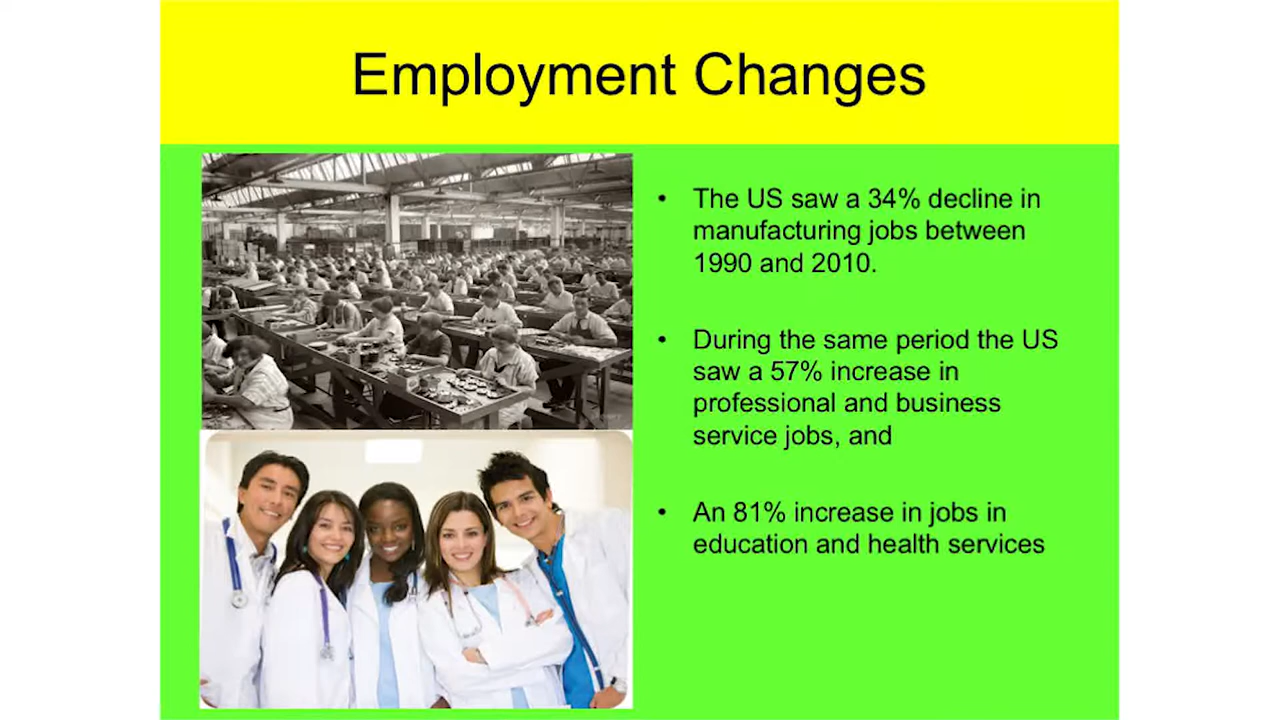 Employment Changes
• The US saw a 34% decline in
manufacturing jobs between
1990 and 2010.
• During the same period the US
saw a 57% increase in
professional and business
service jobs, and
• An 81% increase in jobs in
education and health services